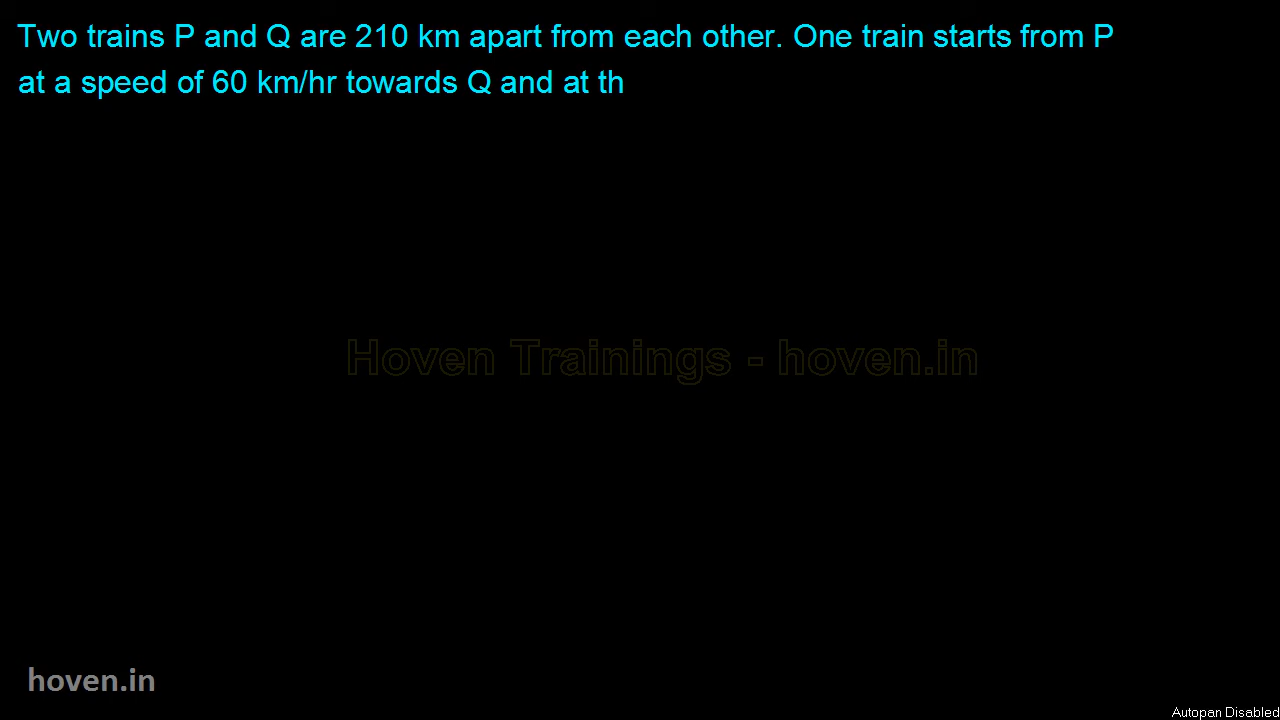 Two trains P and Q are 210 km apart from each other. One train starts from P
at a speed of 60 km/hr towards Q and at th
Hoven Trainings - hoven.in
hoven.in
Autopan Disabled